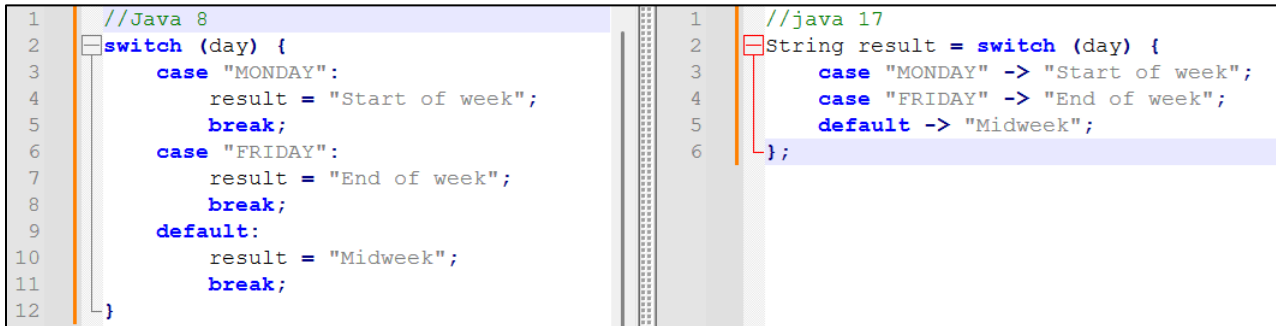 1 //Java 8
2 switch (day) {
3 case "MONDAY":
4 result = "Start of week";
5 break;
6 case "FRIDAY":
7 result = "End of week";
8 break;
9 default:
10 result = "Midweek";
11 break;
12 }
1 //java 17
2 String result = switch (day) {
3 case "MONDAY" -> "Start of week";
4 case "FRIDAY" -> "End of week";
5 default -> "Midweek";
6 };